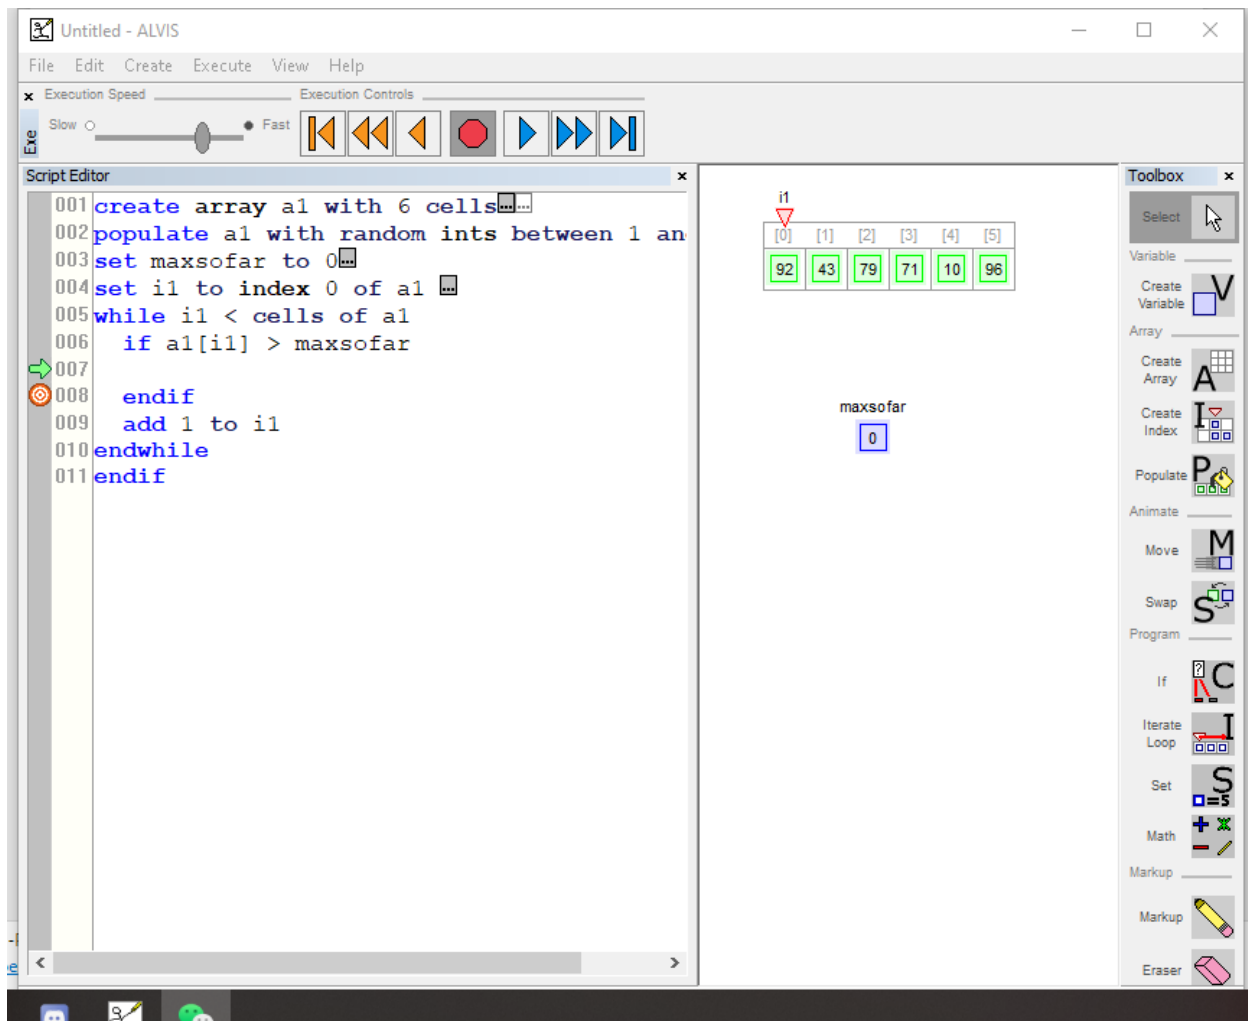 Untitled - ALVIS
File Edit Create Execute View Help
x Execution Speed Execution Controls
Exe
Slow Fast
Script Editor x
001 create array a1 with 6 cells...
002 populate a1 with random ints between 1 an
003 set maxsofar to 0...
004 set i1 to index 0 of a1 ...
005 while i1 < cells of a1
006 if a1[i1] > maxsofar
007
008 endif
009 add 1 to i1
010 endwhile
011 endif
i1
[0] [1] [2] [3] [4] [5]
92 43 79 71 10 96
maxsofar
0
Toolbox x
Select
Variable
Create Variable V
Array
Create Array A
Create Index I
Populate P
Animate
Move M
Swap S
Program
If ? C
Iterate Loop I
Set S =5
Math
Markup
Markup
Eraser